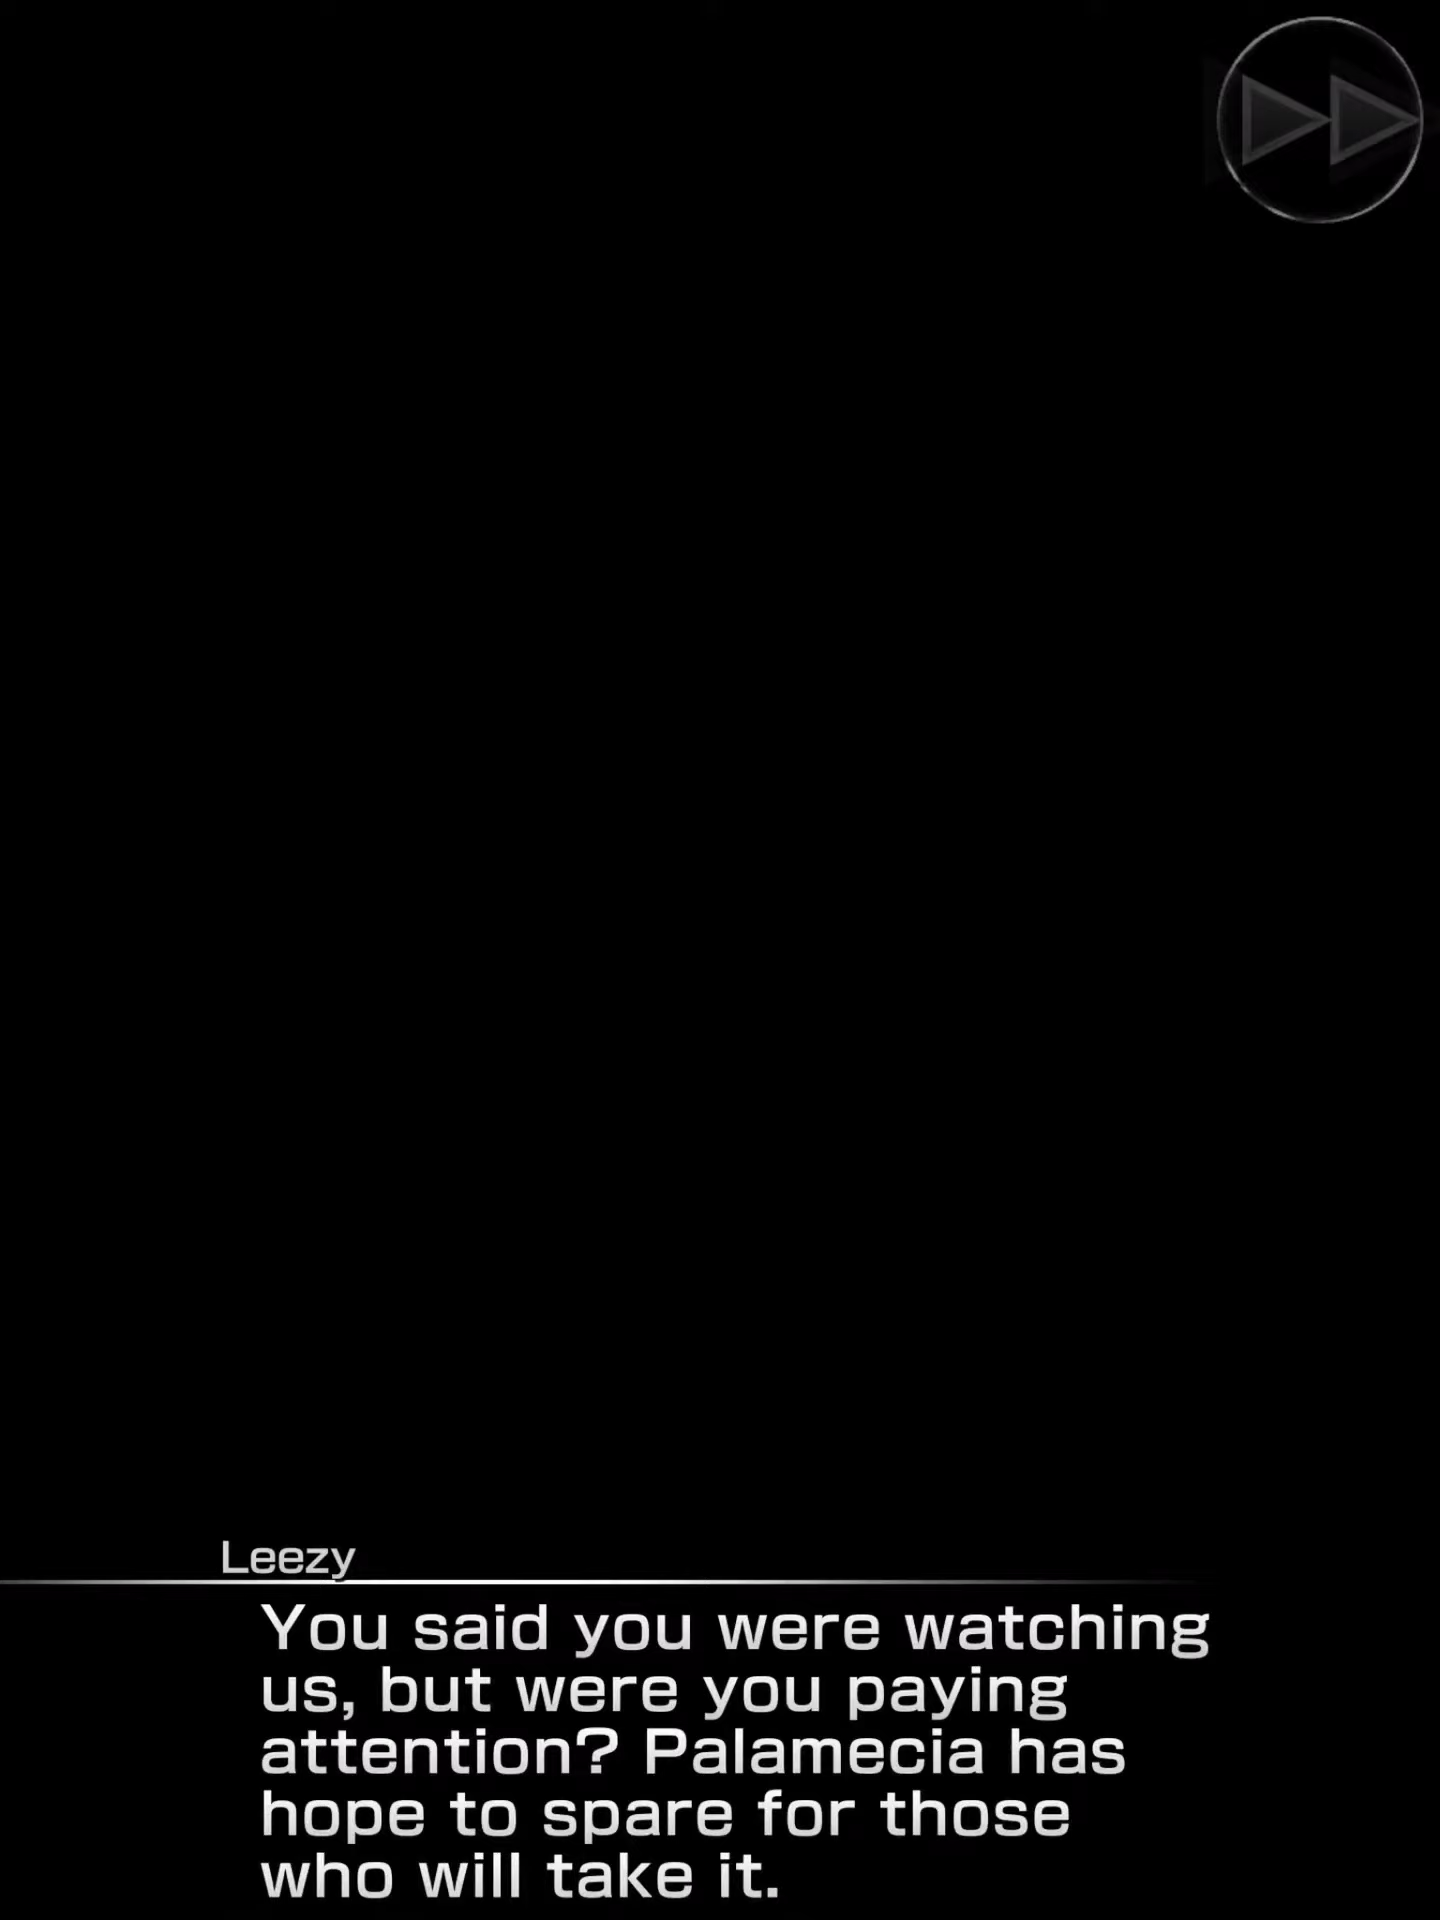 Leezy
You said you were watching
us, but were you paying
attention? Palamecia has
hope to spare for those
who will take it.